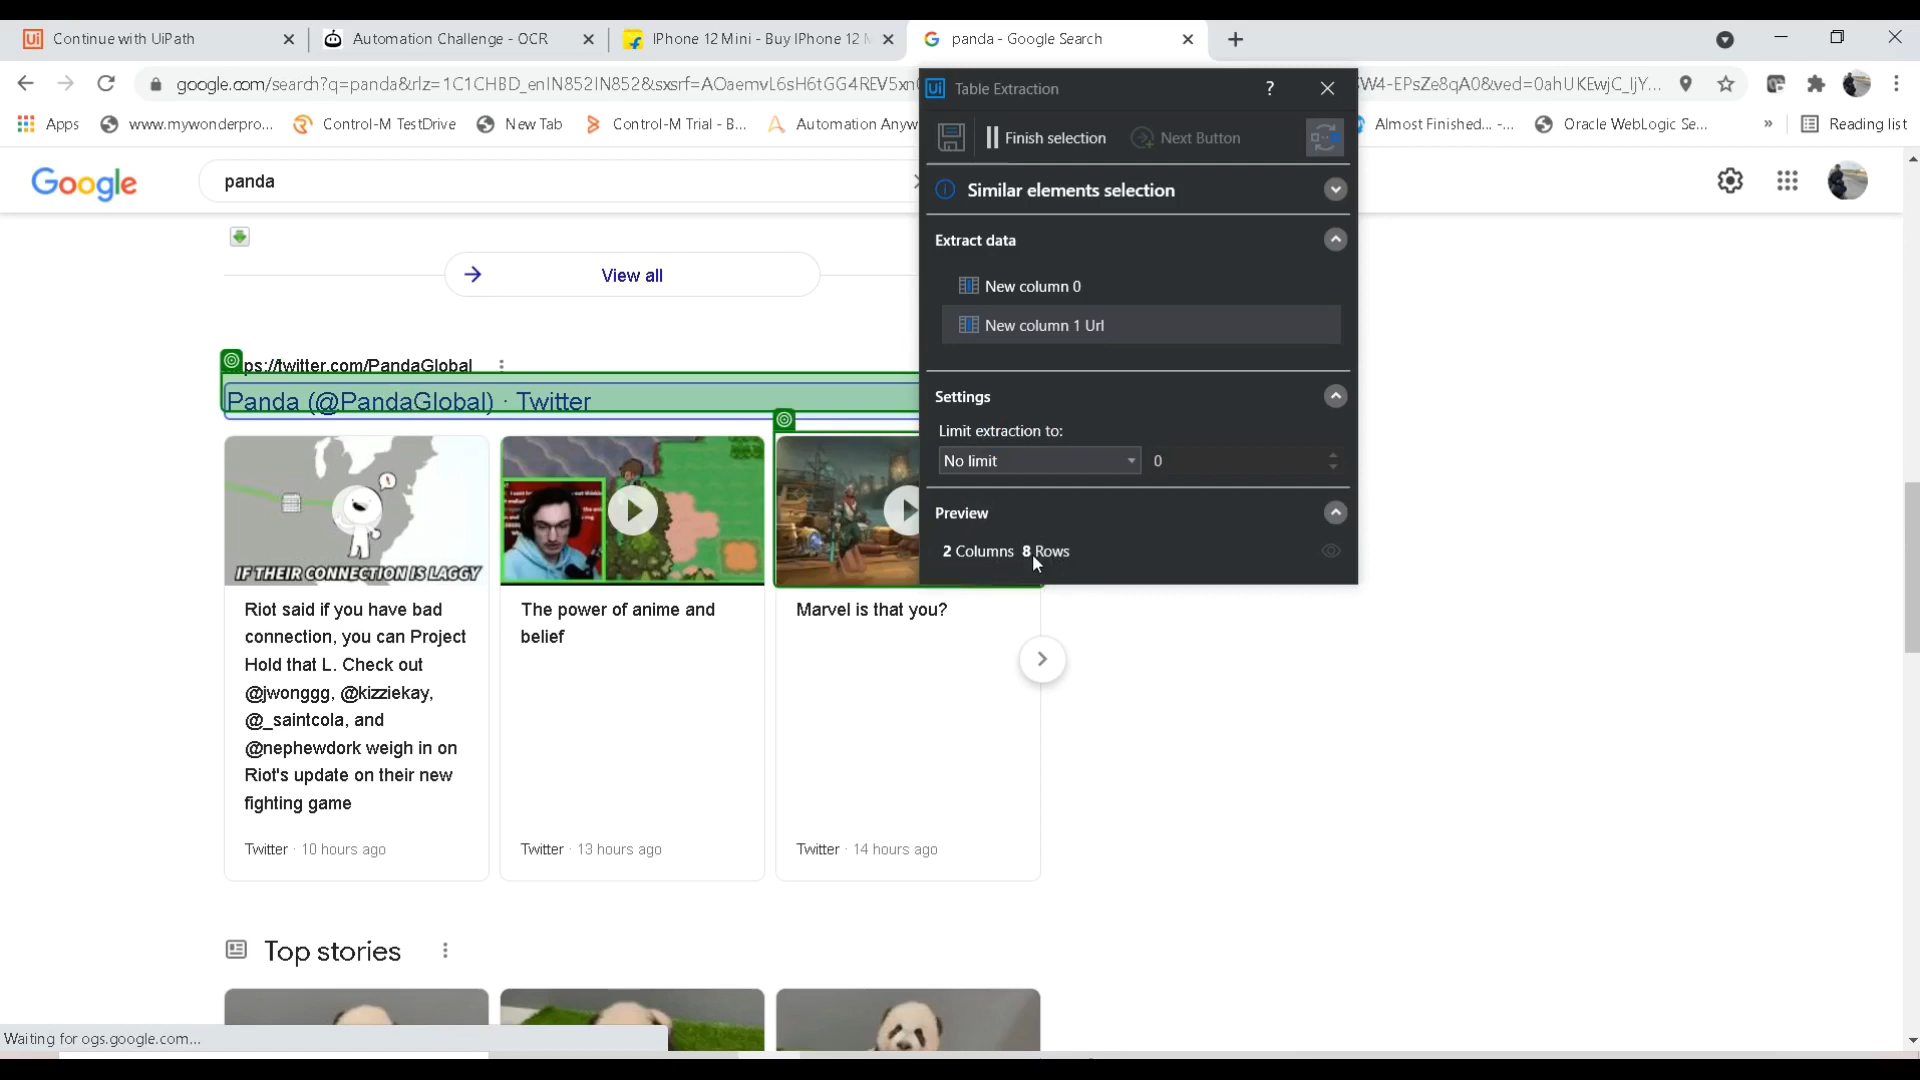 Continue with UiPath
Automation Challenge - OCR
IPhone 12 Mini - Buy IPhone 12 M
panda - Google Search
google.com/search?q=panda&rlz=1C1CHBD_enIN852IN852&sxsrf=AOaemvL6sH6tGG4REV5xn
W4-EPsZe8qA0&ved=0ahUKEwjC_ljY...
Apps
www.mywonderpro...
Control-M TestDrive
New Tab
Control-M Trial - B...
Automation Anyw
Almost Finished... -...
Oracle WebLogic Se...
»
Reading list
Google
panda
Ui Table Extraction
?
Finish selection
Next Button
Similar elements selection
Extract data
New column 0
New column 1 Url
Settings
Limit extraction to:
No limit
0
Preview
2 Columns 8 Rows
View all
ps://twitter.com/PandaGlobal
Panda (@PandaGlobal) · Twitter
IF THEIR CONNECTION IS LAGGY
Riot said if you have bad
connection, you can Project
Hold that L. Check out
@jwonggg, @kizziekay,
@_saintcola, and
@nephewdork weigh in on
Riot's update on their new
fighting game
Twitter · 10 hours ago
The power of anime and
belief
Twitter · 13 hours ago
Marvel is that you?
Twitter · 14 hours ago
Top stories
Waiting for ogs.google.com...